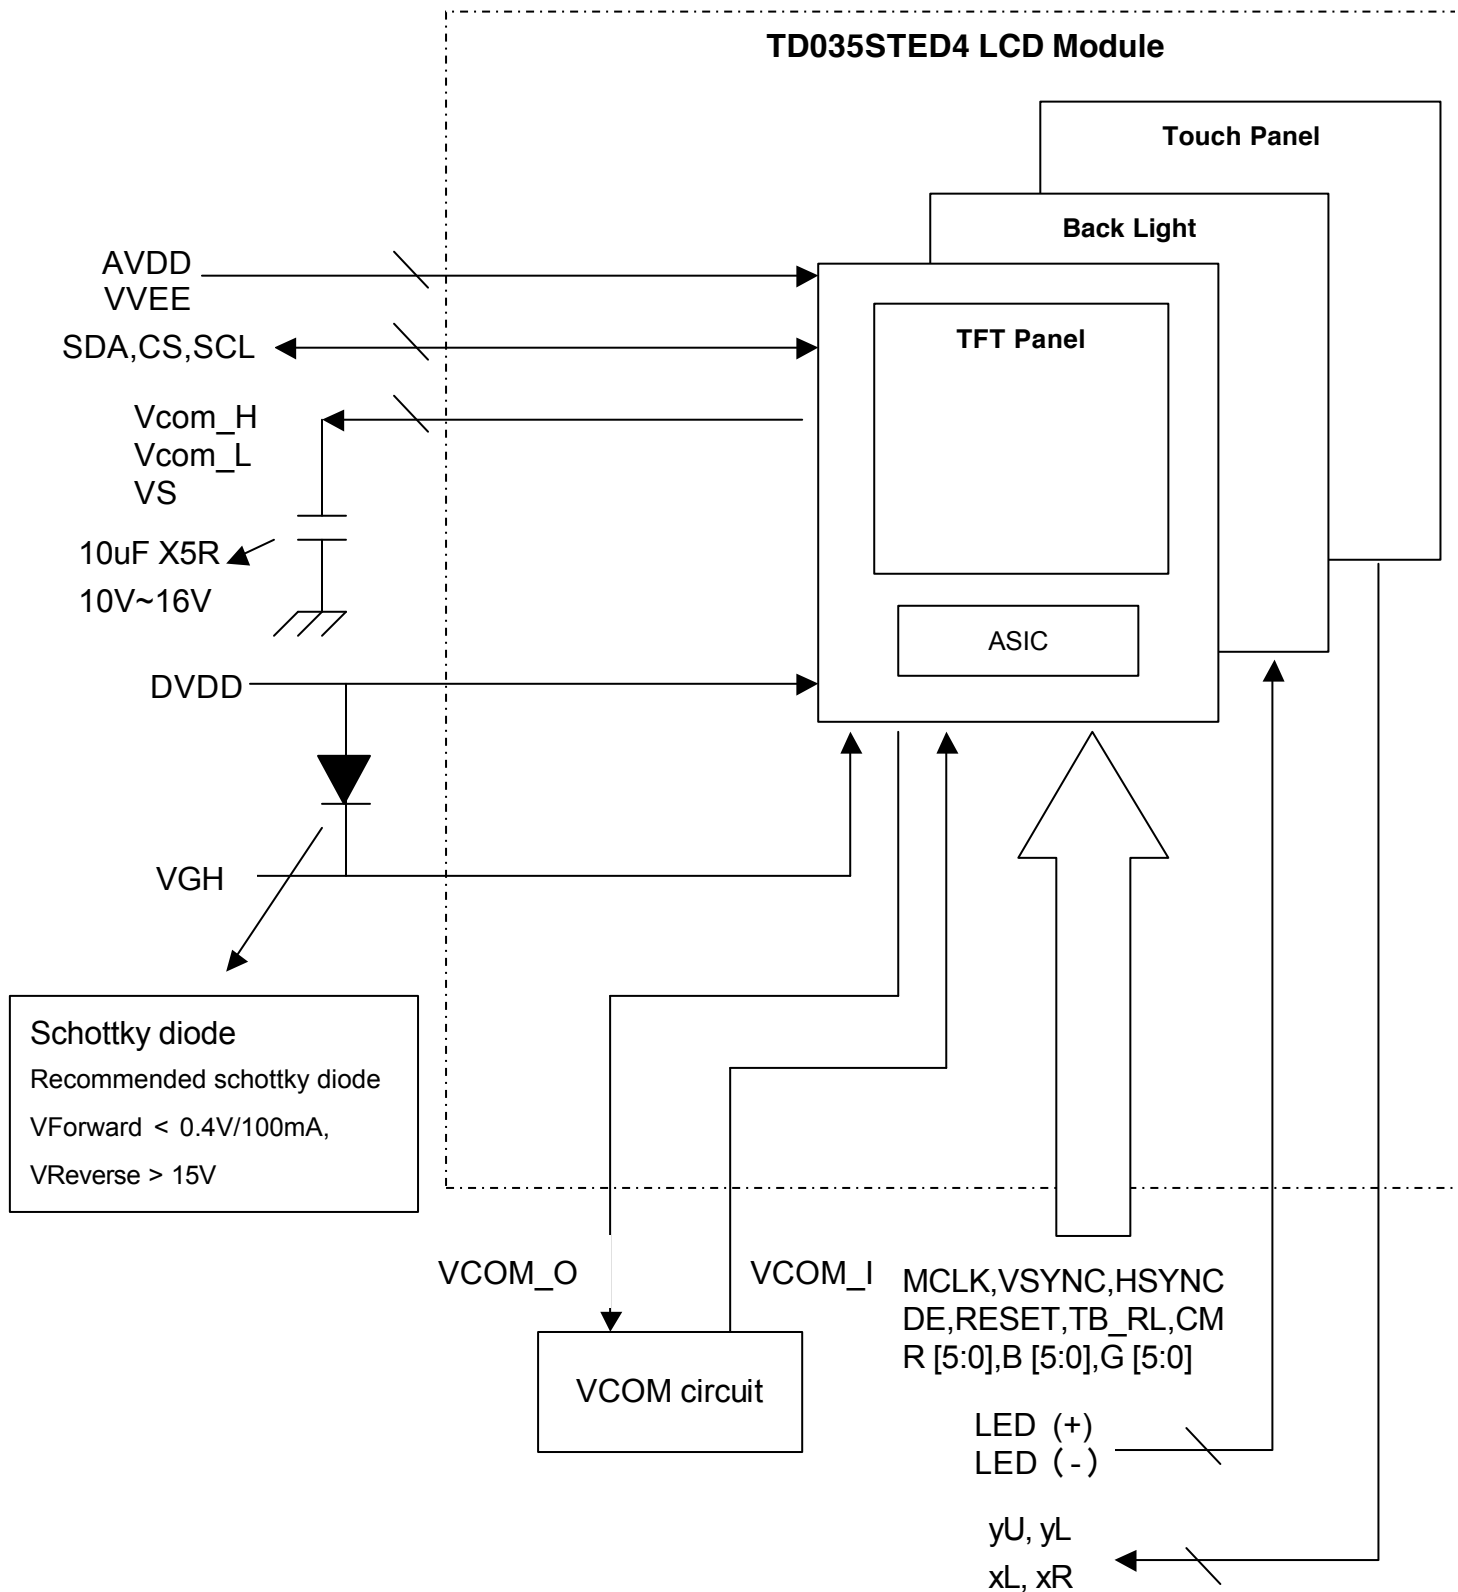 TD035STED4 LCD Module
Touch Panel
Back Light
TFT Panel
ASIC
AVDD
VVEE
SDA,CS,SCL
Vcom_H
Vcom_L
VS
10uF X5R
10V~16V
DVDD
VGH
Schottky diode
Recommended schottky diode
VForward < 0.4V/100mA,
VReverse > 15V
VCOM_O
VCOM_I
VCOM circuit
MCLK,VSYNC,HSYNC
DE,RESET,TB_RL,CM
R [5:0],B [5:0],G [5:0]
LED (+)
LED (-)
yU, yL
xL, xR